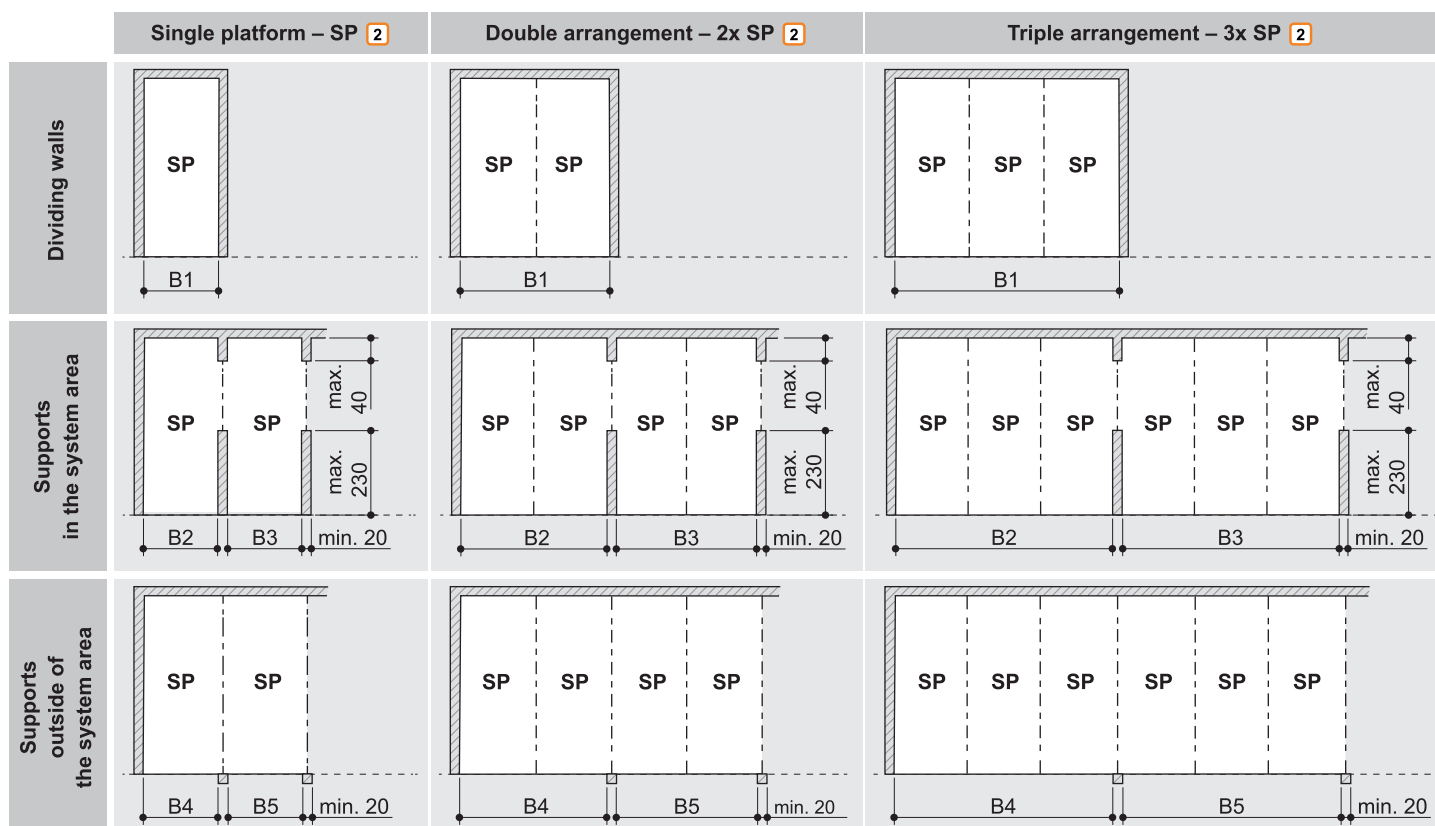 Single platform – SP 2
Double arrangement – 2x SP 2
Triple arrangement – 3x SP 2
Dividing walls
SP
B1
SP SP
B1
SP SP SP
B1
Supports
in the system area
SP SP
max.
40
max.
230
B2 B3 min. 20
SP SP SP SP
max.
40
max.
230
B2 B3 min. 20
SP SP SP SP SP SP
max.
40
max.
230
B2 B3 min. 20
Supports
outside of
the system area
SP SP
B4 B5 min. 20
SP SP SP SP
B4 B5 min. 20
SP SP SP SP SP SP
B4 B5 min. 20